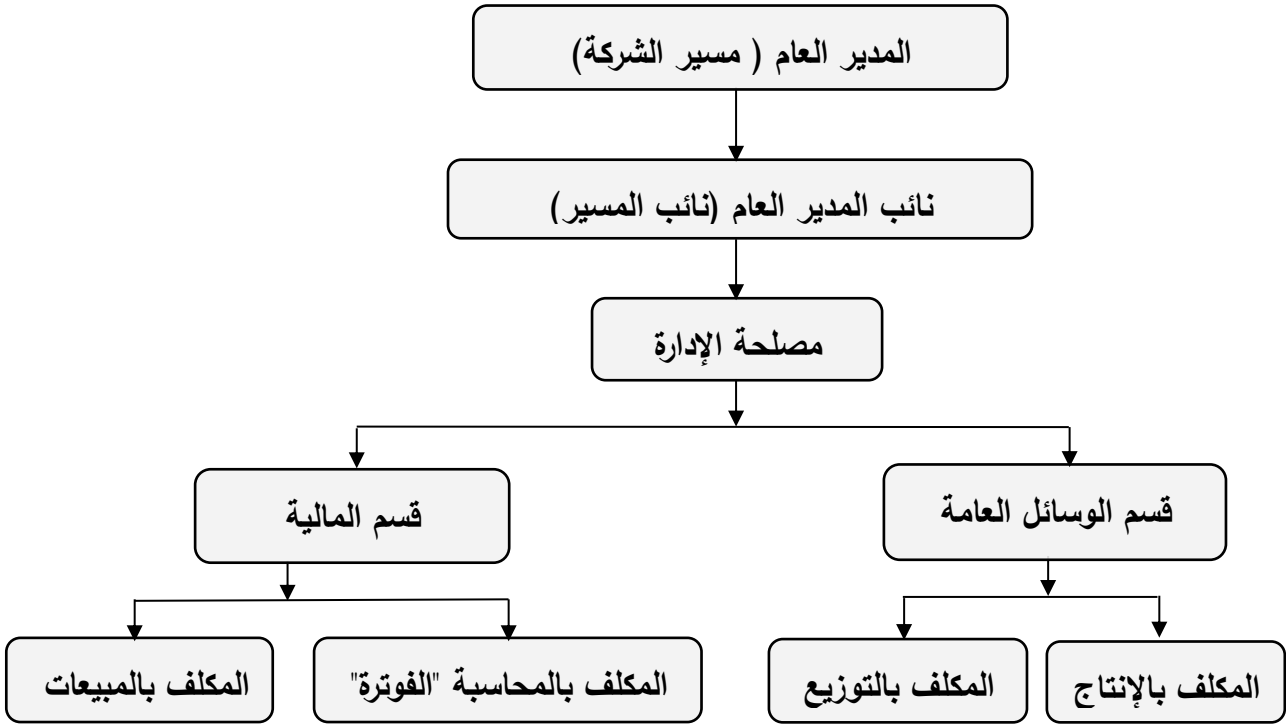 المدير العام ( مسير الشركة)
نائب المدير العام (نائب المسير)
مصلحة الإدارة
قسم الوسائل العامة
قسم المالية
المكلف بالإنتاج
المكلف بالتوزيع
المكلف بالمحاسبة "الفوترة"
المكلف بالمبيعات